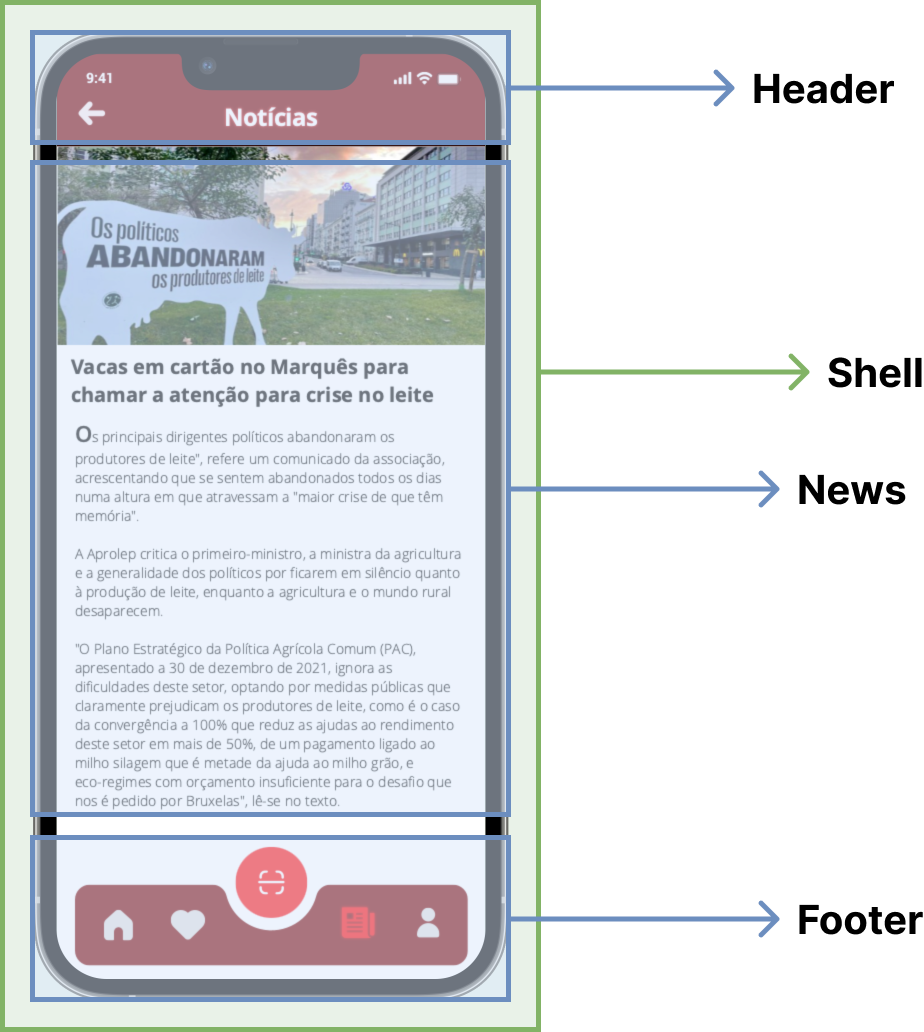 9:41
Notícias
Os políticos
ABANDONARAM
os produtores de leite
Vacas em cartão no Marquês para
chamar a atenção para crise no leite
Os principais dirigentes políticos abandonaram os
produtores de leite", refere um comunicado da associação,
acrescentando que se sentem abandonados todos os dias
numa altura em que atravessam a "maior crise de que têm
memória".
A Aprolep critica o primeiro-ministro, a ministra da agricultura
e a generalidade dos políticos por ficarem em silêncio quanto
à produção de leite, enquanto a agricultura e o mundo rural
desaparecem.
"O Plano Estratégico da Política Agrícola Comum (PAC),
apresentado a 30 de dezembro de 2021, ignora as
dificuldades deste setor, optando por medidas públicas que
claramente prejudicam os produtores de leite, como é o caso
da convergência a 100% que reduz as ajudas ao rendimento
deste setor em mais de 50%, de um pagamento ligado ao
milho silagem que é metade da ajuda ao milho grão, e
eco-regimes com orçamento insuficiente para o desafio que
nos é pedido por Bruxelas", lê-se no texto.
Header
Shell
News
Footer